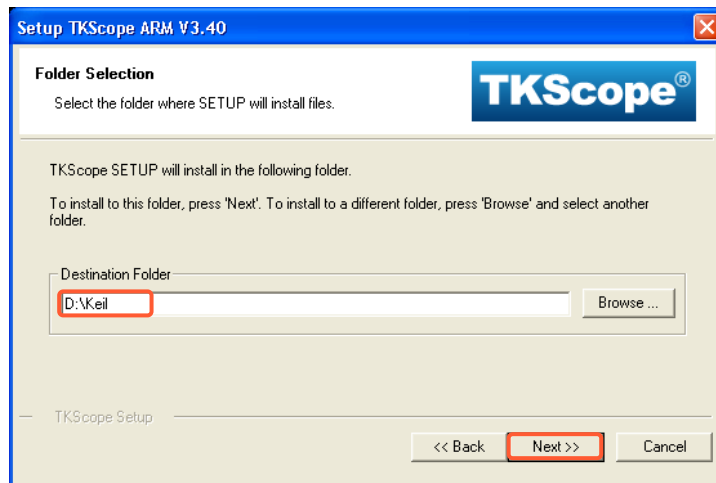 Setup TKScope ARM V3.40
Folder Selection
Select the folder where SETUP will install files.
TKScope®
TKScope SETUP will install in the following folder.
To install to this folder, press 'Next'. To install to a different folder, press 'Browse' and select another
folder.
Destination Folder
D:\Keil
Browse ...
TKScope Setup
<< Back
Next >>
Cancel